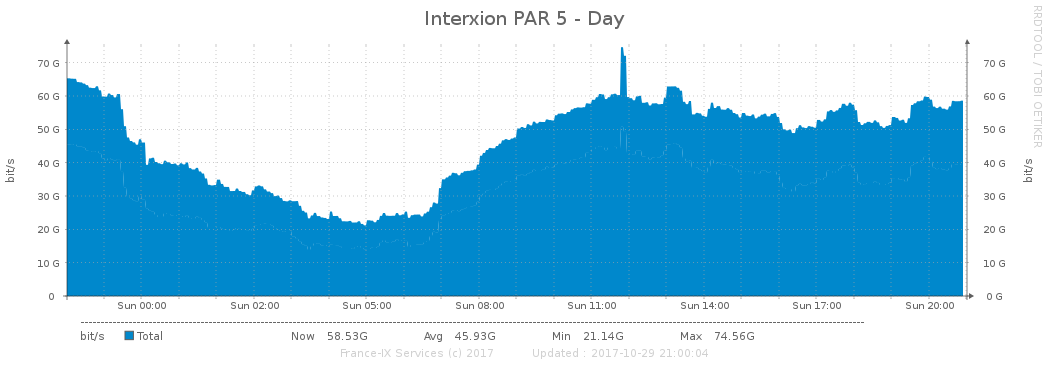 Interxion PAR 5 - Day
RRDTOOL / TOBI OETIKER
bit/s
bit/s
70 G 70 G
60 G 60 G
50 G 50 G
40 G 40 G
30 G 30 G
20 G 20 G
10 G 10 G
0 0 G
Sun 00:00 Sun 02:00 Sun 05:00 Sun 08:00 Sun 11:00 Sun 14:00 Sun 17:00 Sun 20:00
bit/s Total Now 58.53G Avg 45.93G Min 21.14G Max 74.56G
France-IX Services (c) 2017 Updated : 2017-10-29 21:00:04